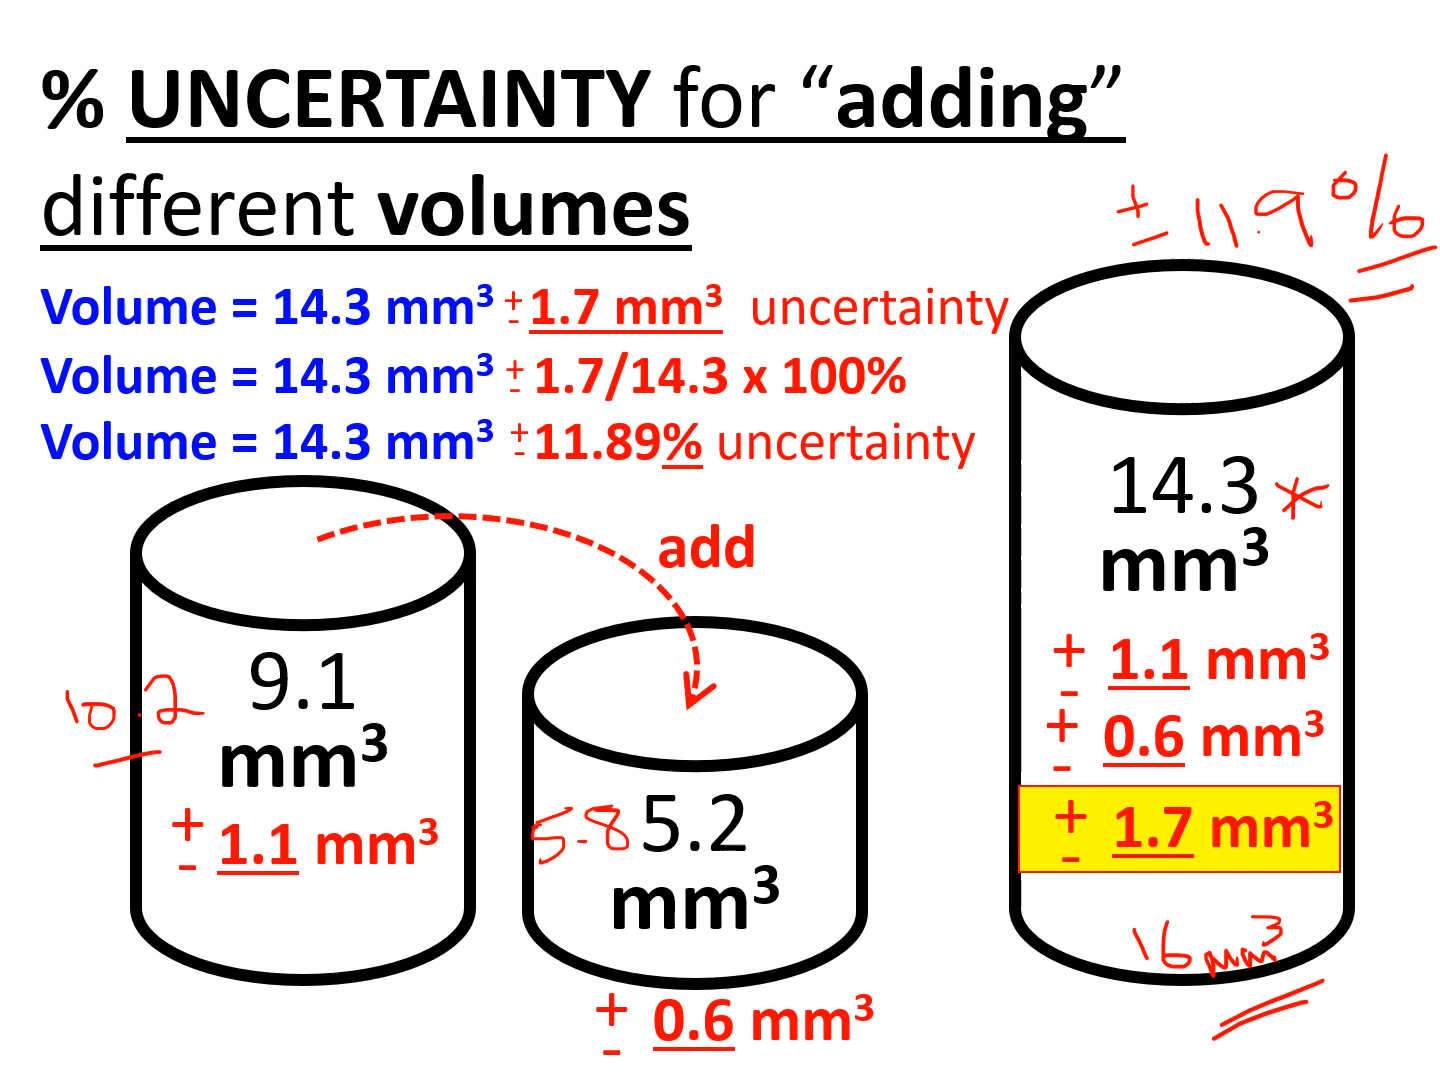 % UNCERTAINTY for “adding”
different volumes
± 11.9%
Volume = 14.3 mm³ ± 1.7 mm³ uncertainty
Volume = 14.3 mm³ ± 1.7/14.3 x 100%
Volume = 14.3 mm³ ± 11.89% uncertainty
add
9.1
mm³
10.2
± 1.1 mm³
5.8
5.2
mm³
± 0.6 mm³
14.3 *
mm³
± 1.1 mm³
± 0.6 mm³
± 1.7 mm³
16 mm³